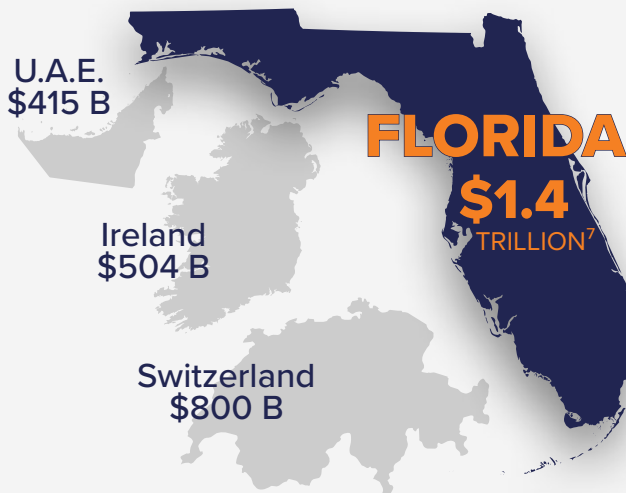 U.A.E.
$415 B
FLORIDA
$1.4
TRILLION⁷
Ireland
$504 B
Switzerland
$800 B